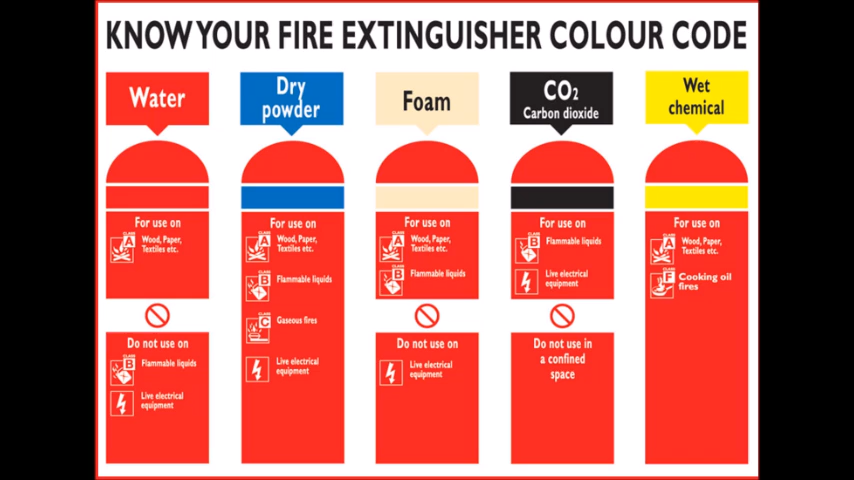 KNOW YOUR FIRE EXTINGUISHER COLOUR CODE
Water
For use on
CLASS
A
Wood, Paper,
Textiles etc.
Do not use on
CLASS
B
Flammable liquids
Live electrical
equipment
Dry
powder
For use on
CLASS
A
Wood, Paper,
Textiles etc.
CLASS
B
Flammable liquids
CLASS
C
Gaseous fires
Live electrical
equipment
Foam
For use on
CLASS
A
Wood, Paper,
Textiles etc.
CLASS
B
Flammable liquids
Do not use on
Live electrical
equipment
CO2
Carbon dioxide
For use on
CLASS
B
Flammable liquids
Live electrical
equipment
Do not use in
a confined
space
Wet
chemical
For use on
CLASS
A
Wood, Paper,
Textiles etc.
CLASS
F
Cooking oil
fires